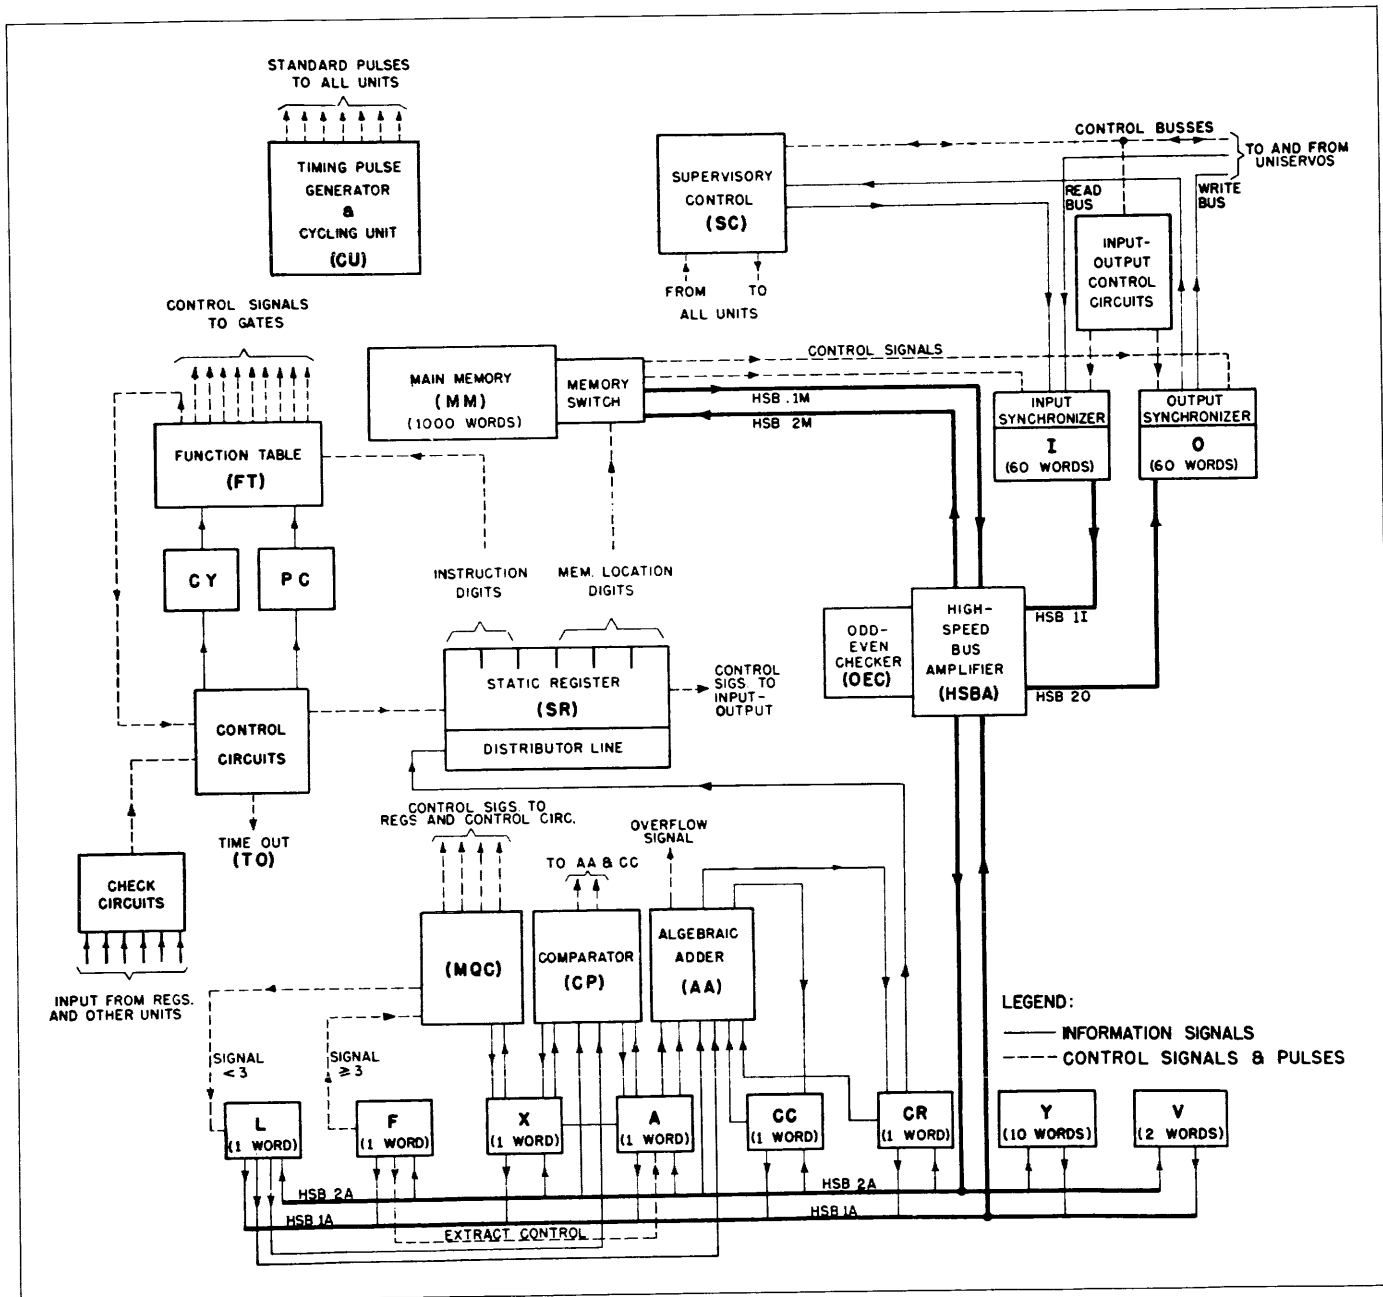 STANDARD PULSES
TO ALL UNITS
TIMING PULSE
GENERATOR
&
CYCLING UNIT
(CU)
SUPERVISORY
CONTROL
(SC)
FROM TO
ALL UNITS
CONTROL BUSSES
TO AND FROM
UNISERVOS
READ
BUS
WRITE
BUS
INPUT-
OUTPUT
CONTROL
CIRCUITS
CONTROL SIGNALS
TO GATES
FUNCTION TABLE
(FT)
CY
PC
MAIN MEMORY
(MM)
(1000 WORDS)
MEMORY
SWITCH
CONTROL SIGNALS
HSB .1M
HSB 2M
INPUT
SYNCHRONIZER
I
(60 WORDS)
OUTPUT
SYNCHRONIZER
O
(60 WORDS)
INSTRUCTION
DIGITS
MEM. LOCATION
DIGITS
ODD-
EVEN
CHECKER
(OEC)
HIGH-
SPEED
BUS
AMPLIFIER
(HSBA)
HSB 1I
HSB 2O
STATIC REGISTER
(SR)
DISTRIBUTOR LINE
CONTROL
SIGS. TO
INPUT-
OUTPUT
CONTROL
CIRCUITS
TIME OUT
(TO)
CHECK
CIRCUITS
INPUT FROM REGS.
AND OTHER UNITS
CONTROL SIGS. TO
REGS AND CONTROL CIRC.
TO AA & CC
OVERFLOW
SIGNAL
(MQC)
COMPARATOR
(CP)
ALGEBRAIC
ADDER
(AA)
LEGEND:
INFORMATION SIGNALS
CONTROL SIGNALS & PULSES
SIGNAL
< 3
SIGNAL
≥ 3
L
(1 WORD)
F
(1 WORD)
X
(1 WORD)
A
(1 WORD)
CC
(1 WORD)
CR
(1 WORD)
Y
(10 WORDS)
V
(2 WORDS)
HSB 2A
HSB 2A
HSB 1A
HSB 1A
EXTRACT CONTROL